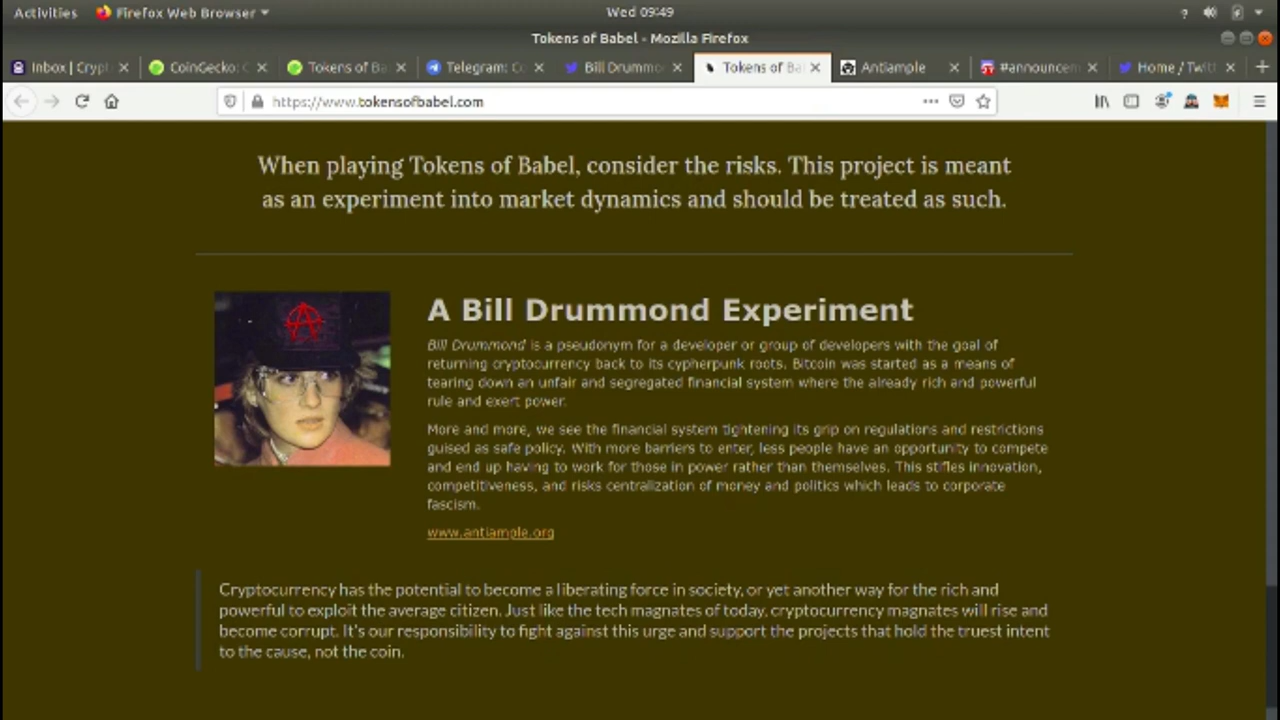 Activities Firefox Web Browser Wed 09:49
Tokens of Babel - Mozilla Firefox
Inbox | Crypt CoinGecko: C Tokens of Ba Telegram: Co Bill Drummo Tokens of Ba Antiample #announcem Home / Twitt
https://www.tokensofbabel.com
When playing Tokens of Babel, consider the risks. This project is meant
as an experiment into market dynamics and should be treated as such.
A
A Bill Drummond Experiment
Bill Drummond is a pseudonym for a developer or group of developers with the goal of
returning cryptocurrency back to its cypherpunk roots. Bitcoin was started as a means of
tearing down an unfair and segregated financial system where the already rich and powerful
rule and exert power.
More and more, we see the financial system tightening its grip on regulations and restrictions
guised as safe policy. With more barriers to enter, less people have an opportunity to compete
and end up having to work for those in power rather than themselves. This stifles innovation,
competitiveness, and risks centralization of money and politics which leads to corporate
fascism.
www.antiample.org
Cryptocurrency has the potential to become a liberating force in society, or yet another way for the rich and
powerful to exploit the average citizen. Just like the tech magnates of today, cryptocurrency magnates will rise and
become corrupt. It's our responsibility to fight against this urge and support the projects that hold the truest intent
to the cause, not the coin.